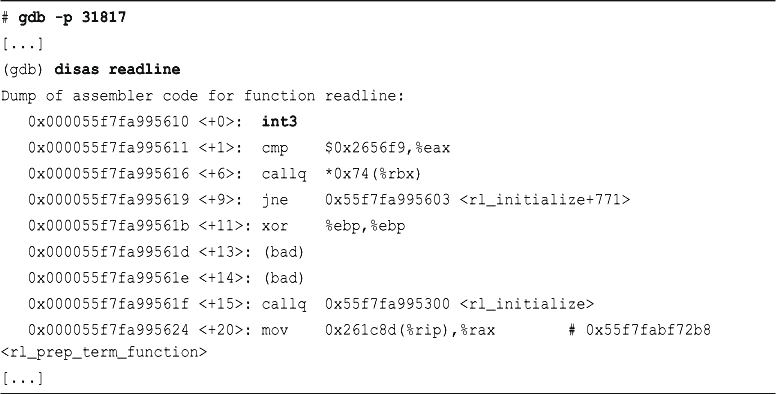 # gdb -p 31817
[...]
(gdb) disas readline
Dump of assembler code for function readline:
   0x000055f7fa995610 <+0>:  int3
   0x000055f7fa995611 <+1>:  cmp    $0x2656f9,%eax
   0x000055f7fa995616 <+6>:  callq  *0x74(%rbx)
   0x000055f7fa995619 <+9>:  jne    0x55f7fa995603 <rl_initialize+771>
   0x000055f7fa99561b <+11>: xor    %ebp,%ebp
   0x000055f7fa99561d <+13>: (bad)
   0x000055f7fa99561e <+14>: (bad)
   0x000055f7fa99561f <+15>: callq  0x55f7fa995300 <rl_initialize>
   0x000055f7fa995624 <+20>: mov    0x261c8d(%rip),%rax        # 0x55f7fabf72b8
<rl_prep_term_function>
[...]